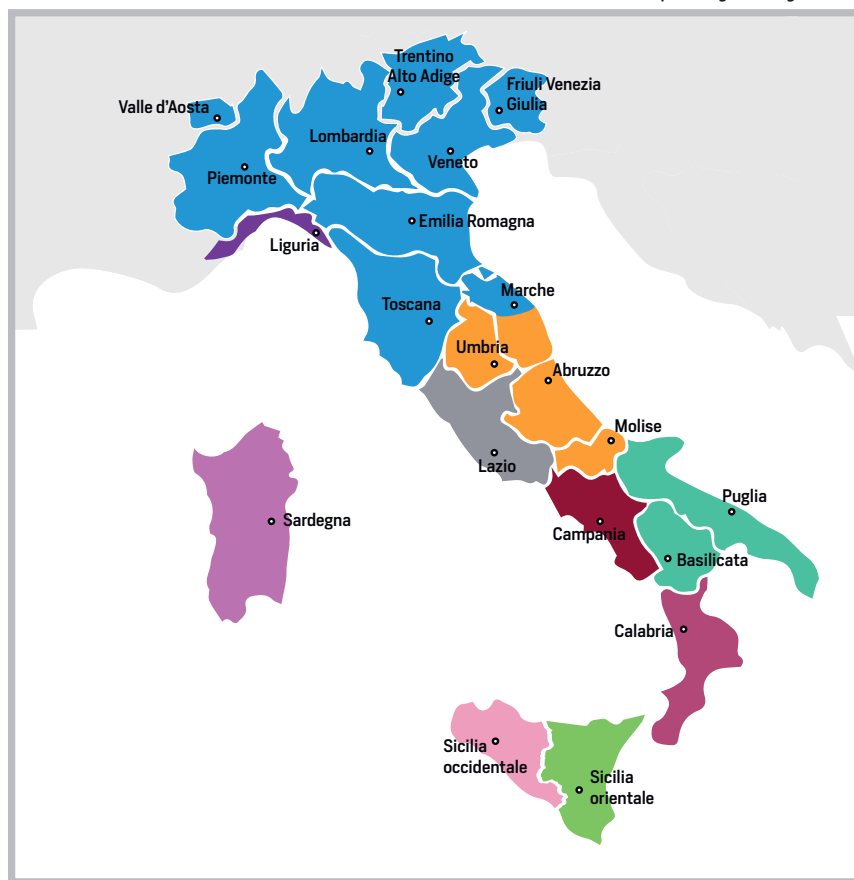 Trentino
Alto Adige
Friuli Venezia
Giulia
Valle d'Aosta
Lombardia
Veneto
Piemonte
Emilia Romagna
Liguria
Marche
Toscana
Umbria
Abruzzo
Molise
Lazio
Puglia
Sardegna
Campania
Basilicata
Calabria
Sicilia
occidentale
Sicilia
orientale